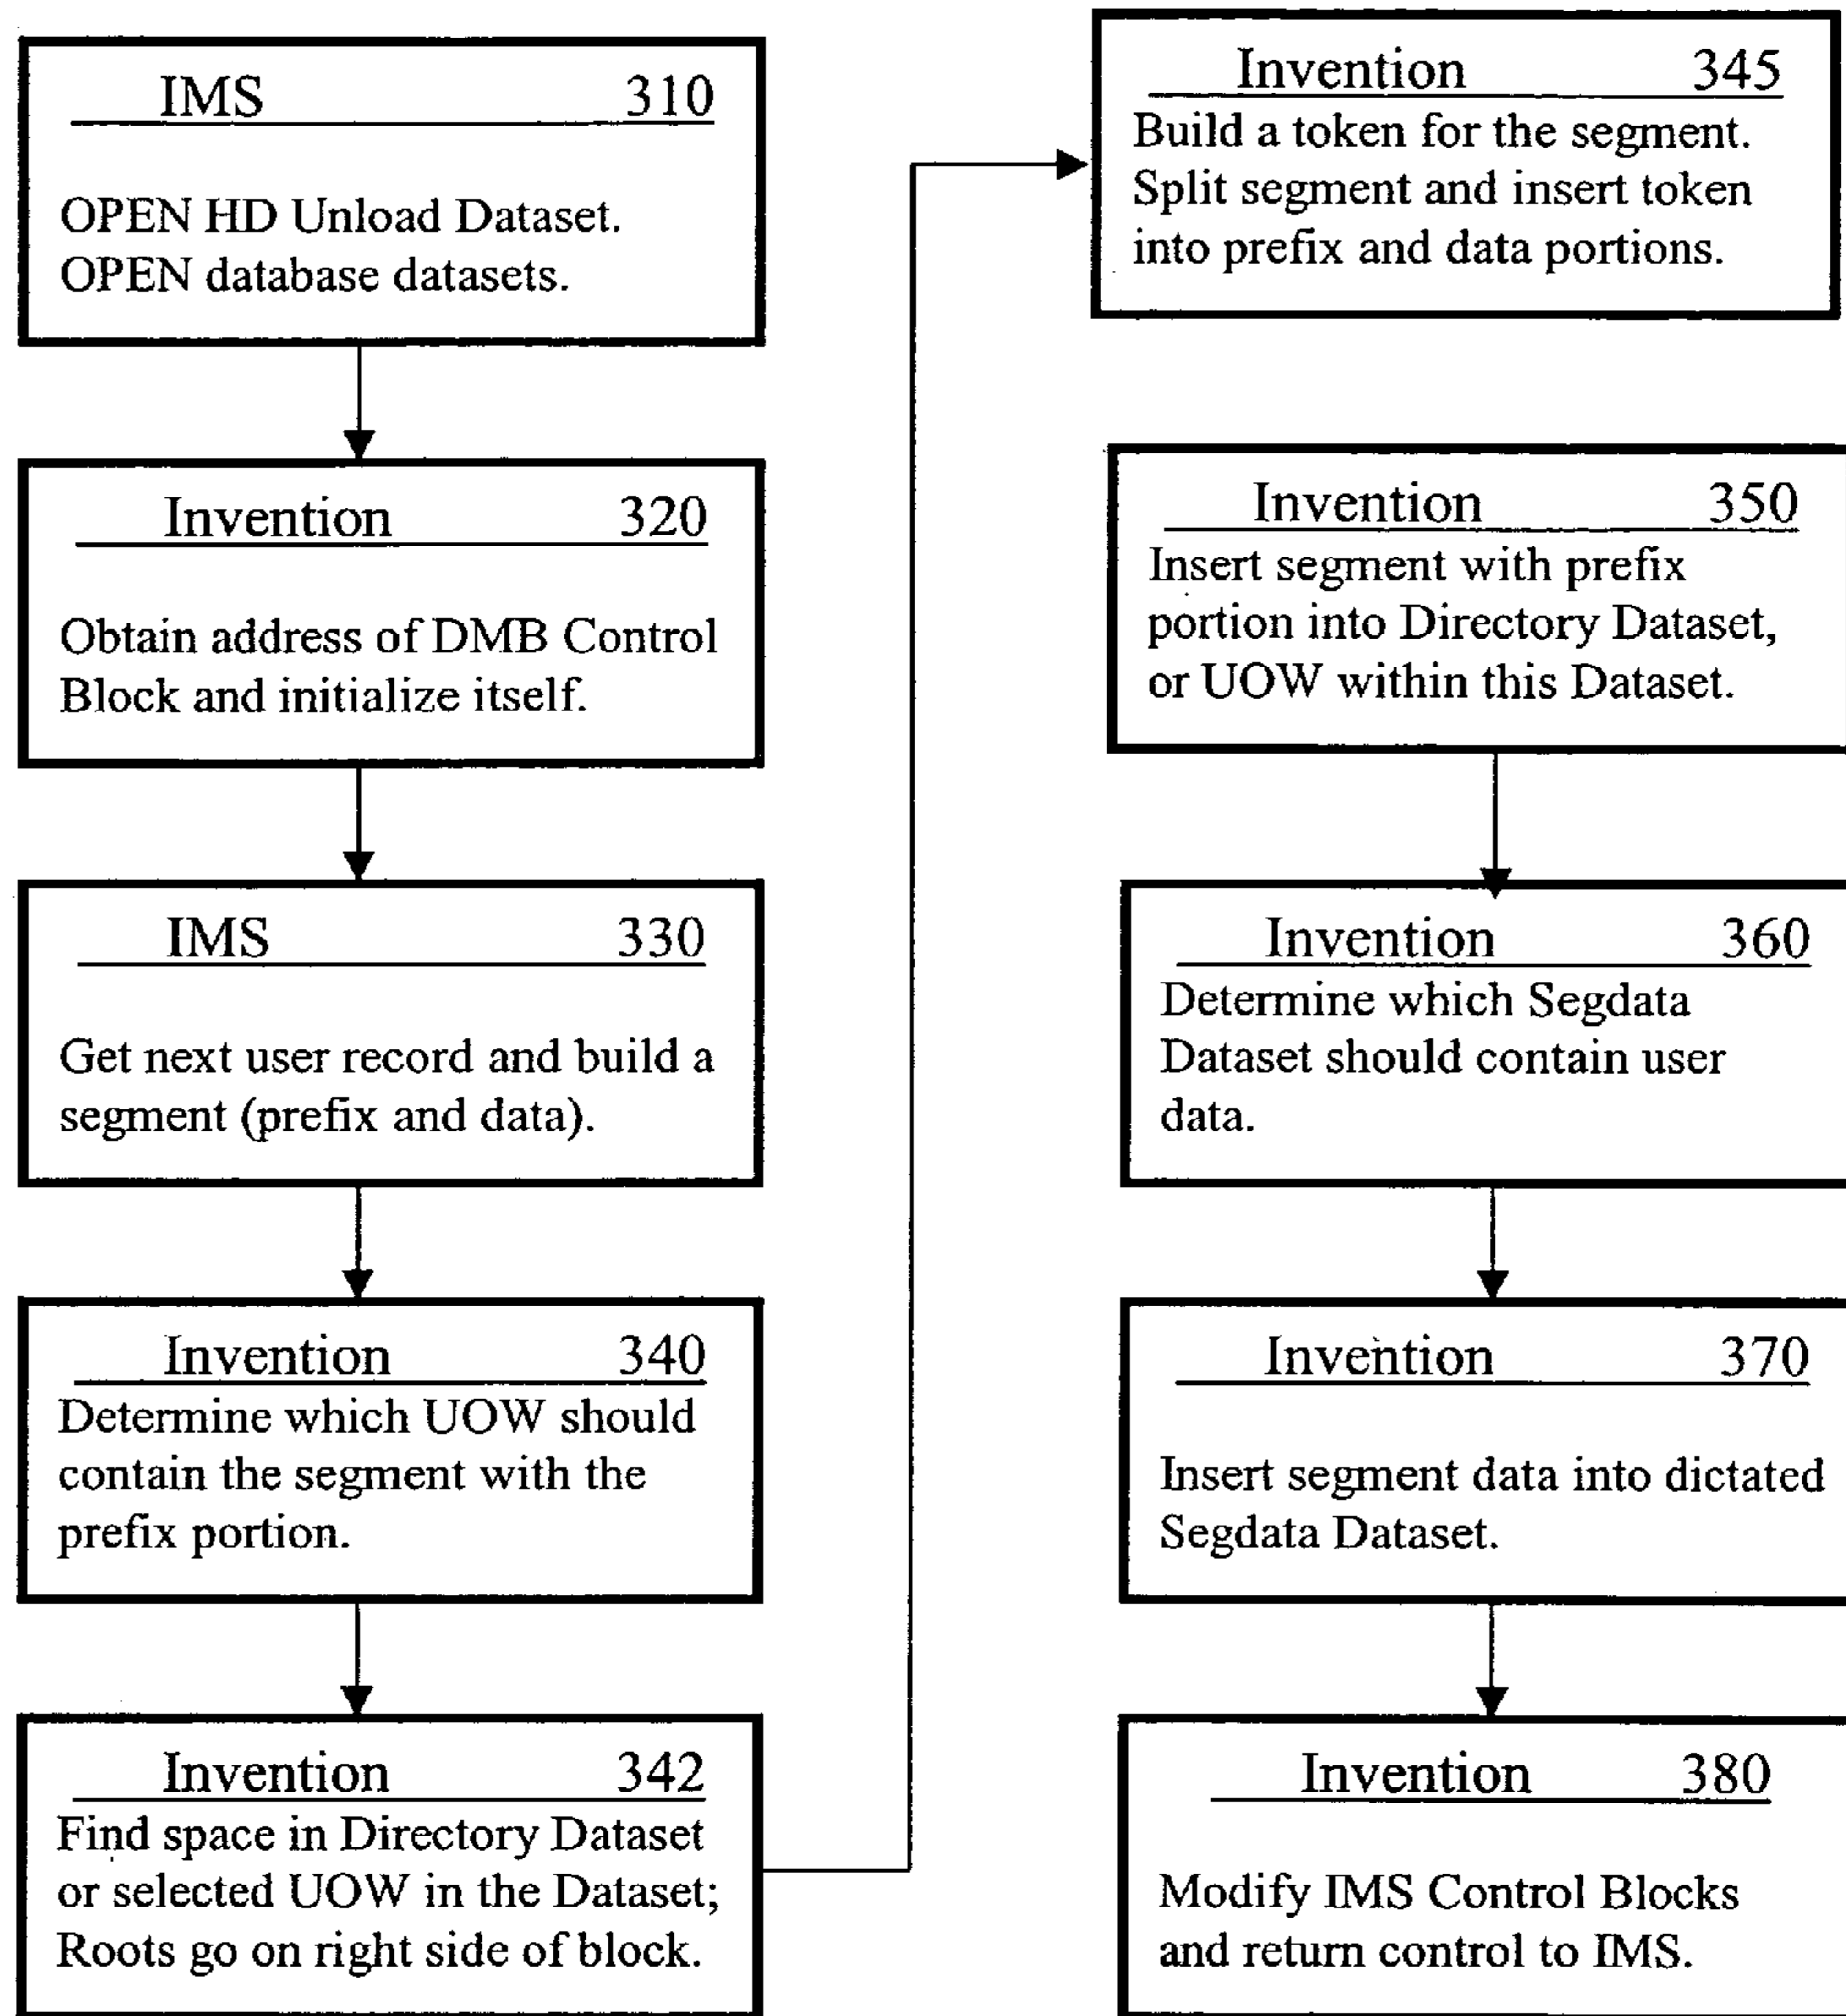 IMS 310
OPEN HD Unload Dataset.
OPEN database datasets.
Invention 320
Obtain address of DMB Control
Block and initialize itself.
IMS 330
Get next user record and build a
segment (prefix and data).
Invention 340
Determine which UOW should
contain the segment with the
prefix portion.
Invention 342
Find space in Directory Dataset
or selected UOW in the Dataset;
Roots go on right side of block.
Invention 345
Build a token for the segment.
Split segment and insert token
into prefix and data portions.
Invention 350
Insert segment with prefix
portion into Directory Dataset,
or UOW within this Dataset.
Invention 360
Determine which Segdata
Dataset should contain user
data.
Invention 370
Insert segment data into dictated
Segdata Dataset.
Invention 380
Modify IMS Control Blocks
and return control to IMS.